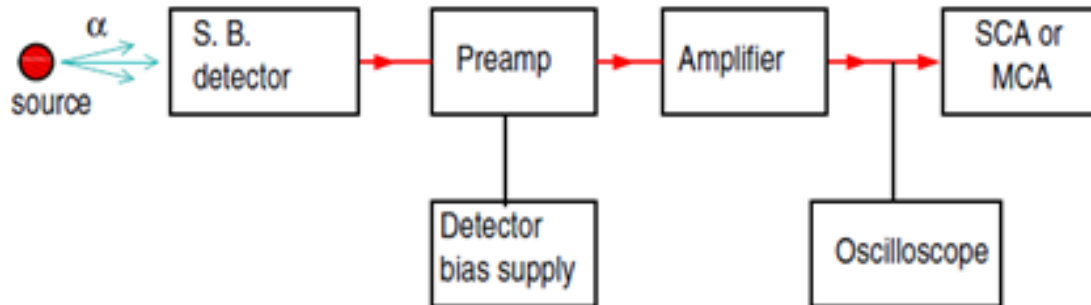 α
source
S. B.
detector
Preamp
Amplifier
SCA or
MCA
Detector
bias supply
Oscilloscope